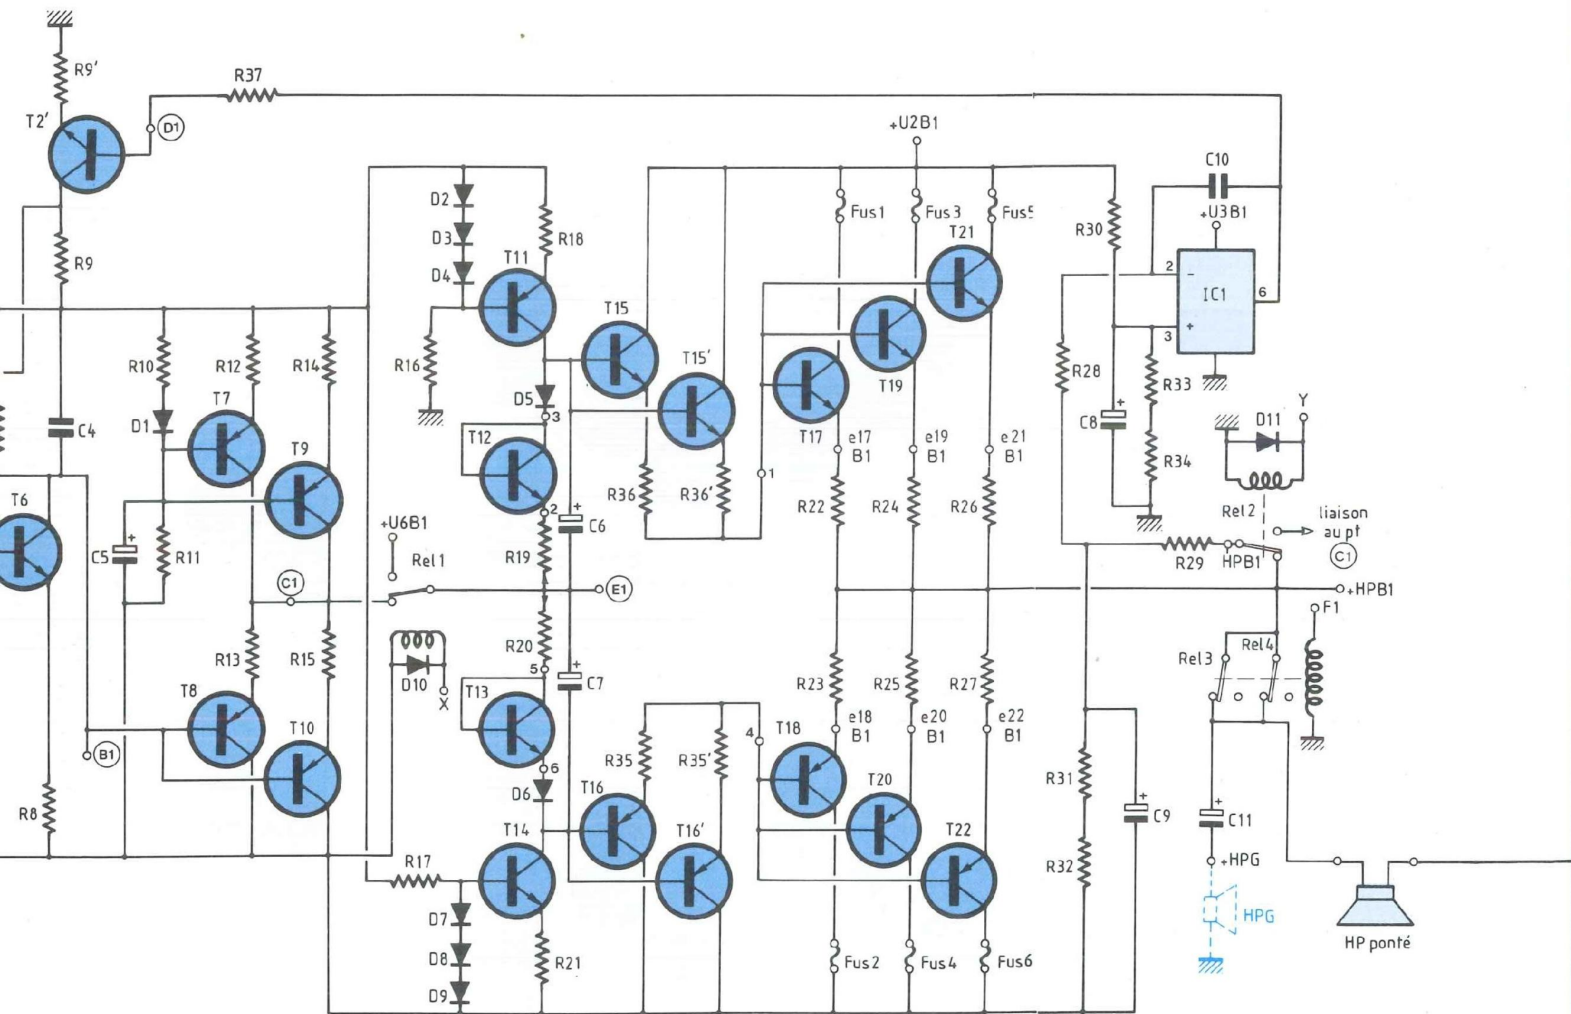 R9'
R37
T2'
D1
+U2B1
C10
+U3B1
D2
D3
D4
R18
T11
Fus1
Fus3
Fus5
T21
R30
2
-
IC1
6
+
3
R9
T15
T19
T15'
R10
R12
R14
R16
T7
D1
D5
3
T12
T17
R28
R33
C8
R34
Y
D11
C4
T9
e17
B1
e19
B1
e21
B1
1
T6
R36
R36'
R22
R24
R26
2
C6
+U6B1
Rel1
R19
Rel2
liaison
au pt
C1
R29
HPB1
C5
R11
C1
E1
+HPB1
F1
R13
R15
D10
X
R20
5
C7
T13
R23
R25
R27
Rel3
Rel4
T8
T10
B1
e18
B1
e20
B1
e22
B1
4
T18
R35
R35'
6
D6
T16
T20
R31
R8
T14
T16'
T22
C9
C11
R17
R32
+HPG
D7
D8
D9
R21
Fus2
Fus4
Fus6
HPG
HP ponté